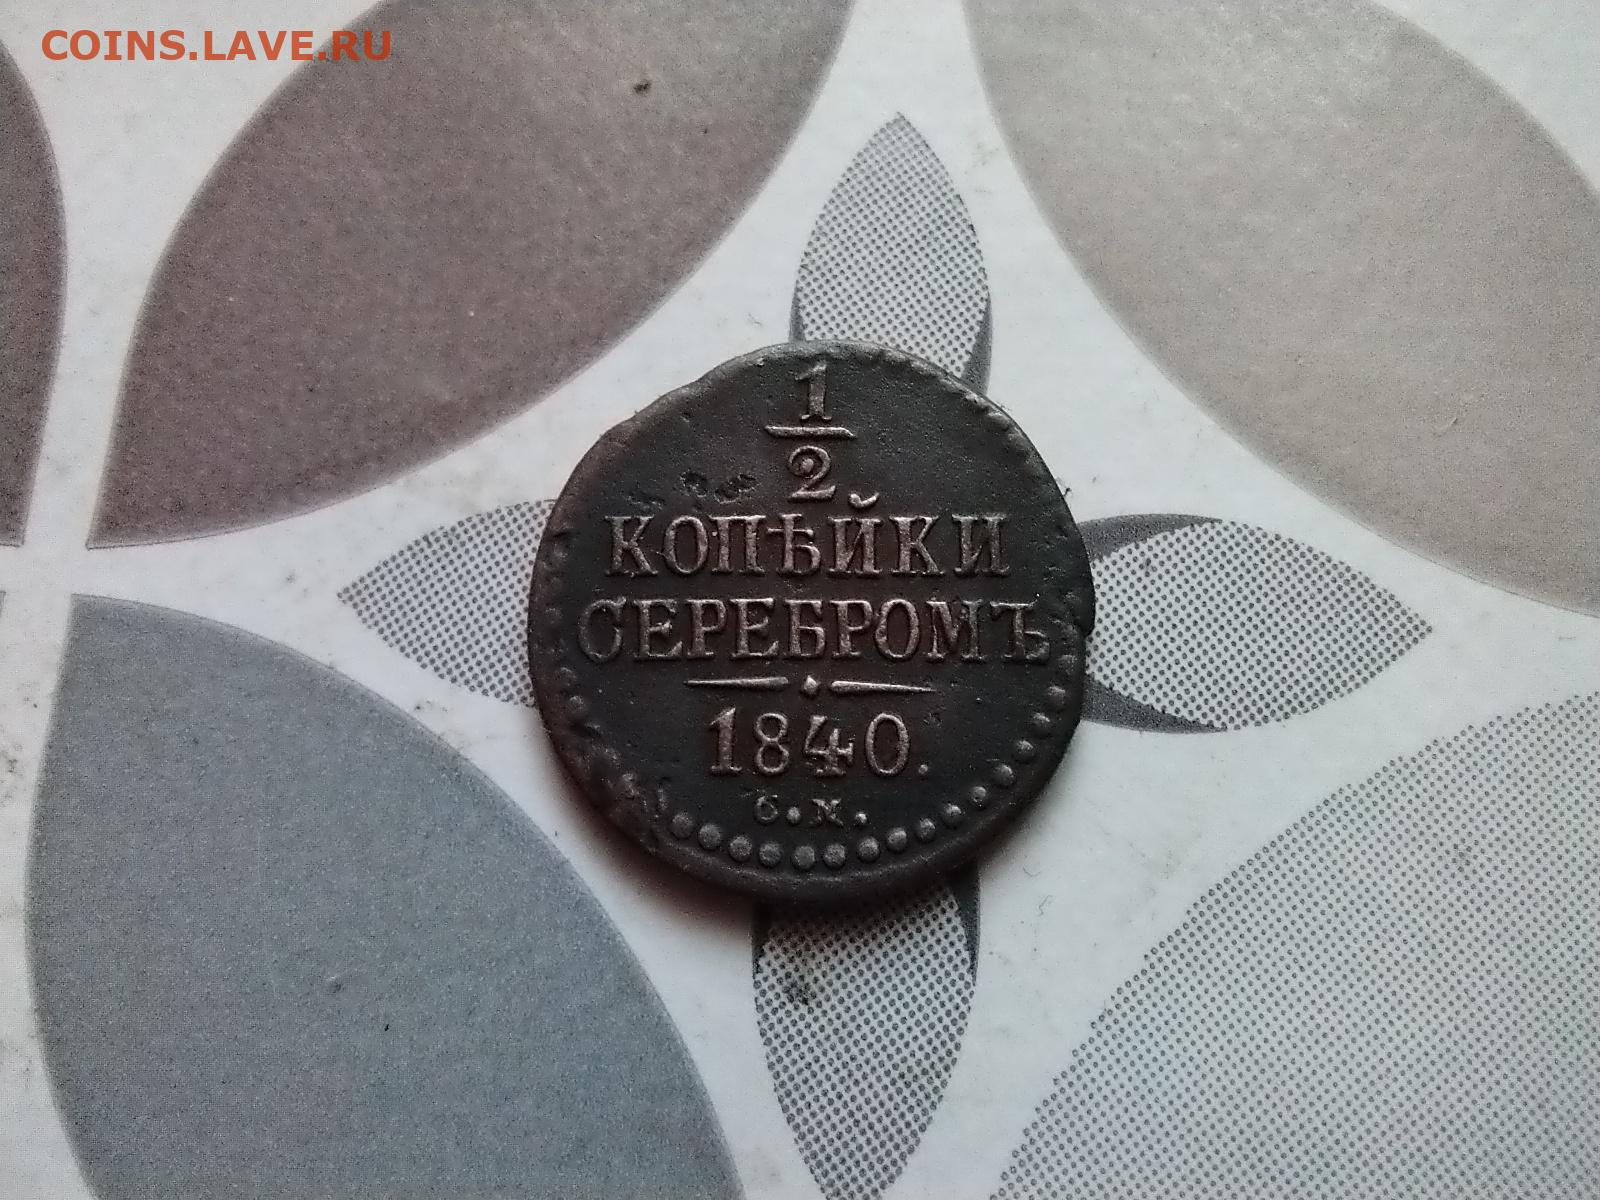 COINS.LAVE.RU
1
2
КОПѢЙКИ
СЕРЕБРОМЪ
1840.
С.М.